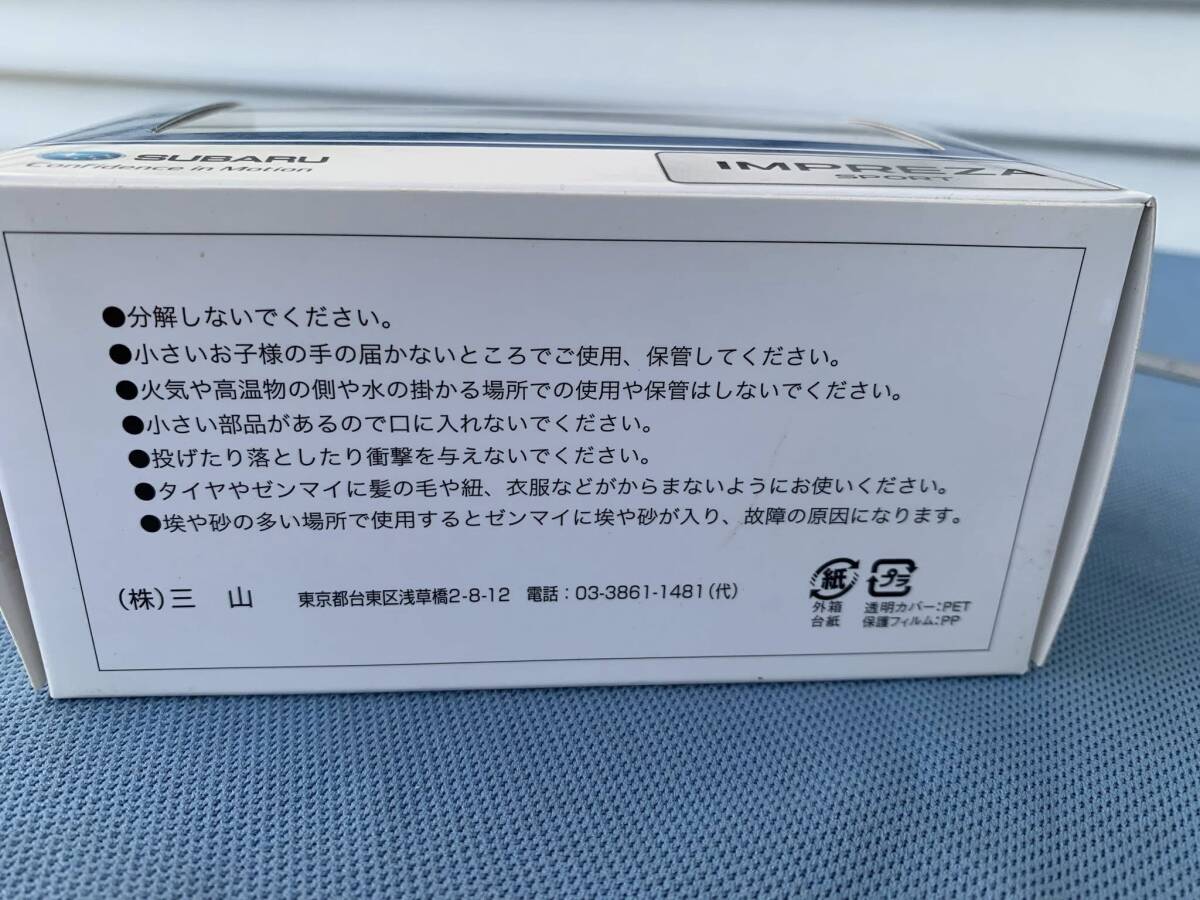 SUBARU
Confidence in Motion
IMPREZA
SPORT
●分解しないでください。
●小さいお子様の手の届かないところでご使用、保管してください。
●火気や高温物の側や水の掛かる場所での使用や保管はしないでください。
●小さい部品があるので口に入れないでください。
●投げたり落としたり衝撃を与えないでください。
●タイヤやゼンマイに髪の毛や紐、衣服などがからまないようにお使いください。
●埃や砂の多い場所で使用するとゼンマイに埃や砂が入り、故障の原因になります。
(株)三 山 東京都台東区浅草橋2-8-12 電話：03-3861-1481(代)
紙 プラ
外箱 透明カバー：PET
台紙 保護フィルム：PP